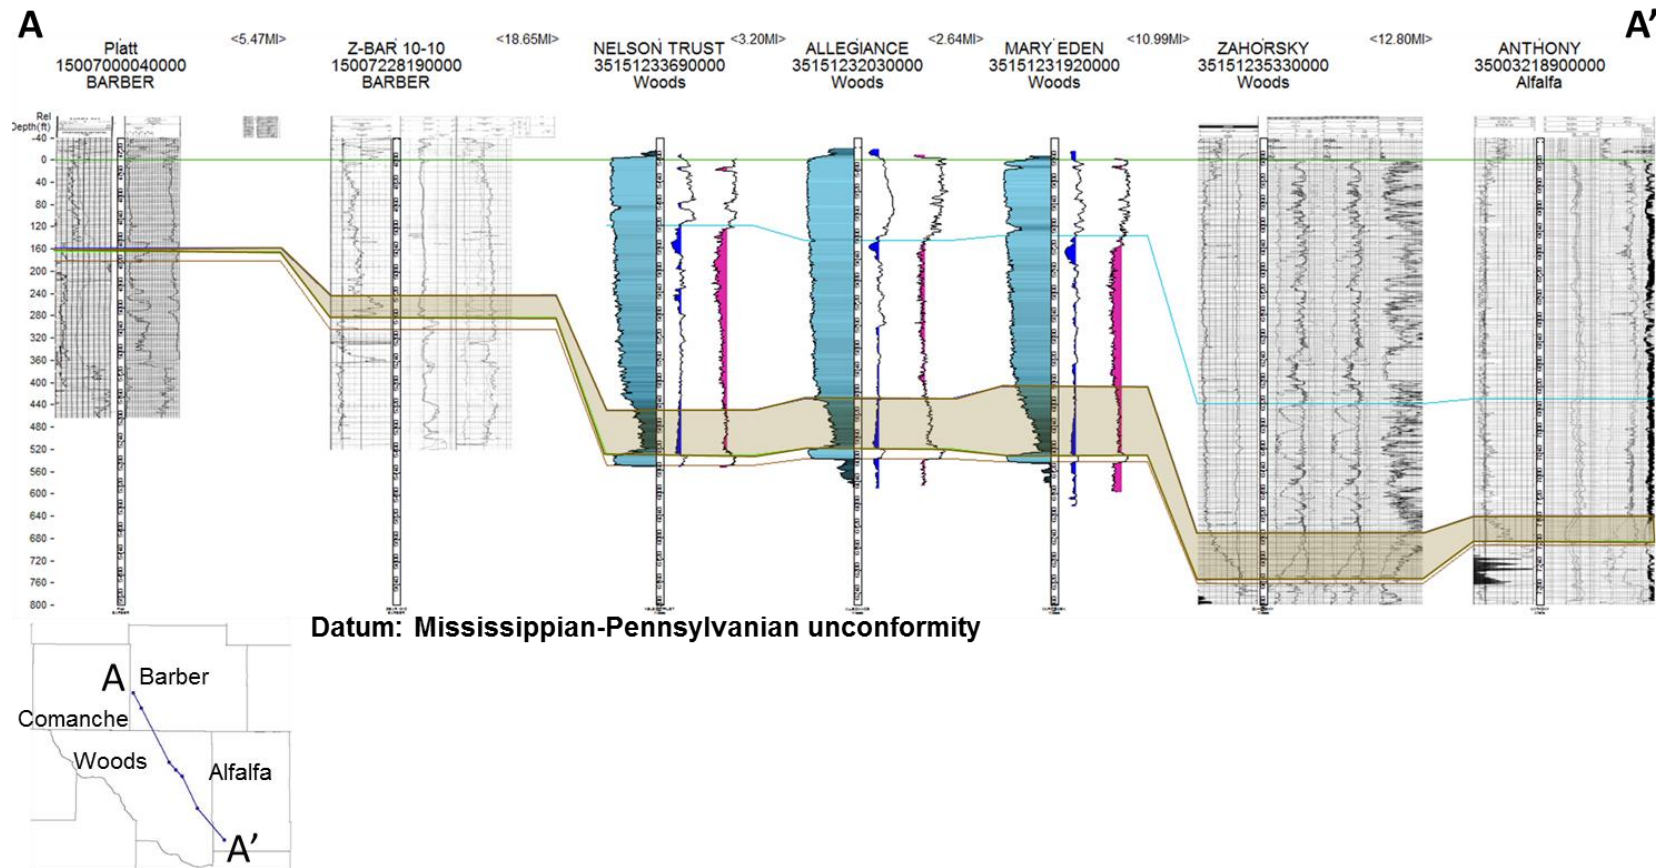 A
A’
<5.47MI>
<18.65MI>
<3.20MI>
<2.64MI>
<10.99MI>
<12.80MI>
Platt
15007000040000
BARBER
Z-BAR 10-10
15007228190000
BARBER
NELSON TRUST
35151233690000
Woods
ALLEGIANCE
35151232030000
Woods
MARY EDEN
35151231920000
Woods
ZAHORSKY
35151235330000
Woods
ANTHONY
35003218900000
Alfalfa
Rel
Depth(ft)
-40
0
40
80
120
160
200
240
280
320
360
400
440
480
520
560
600
640
680
720
760
800
Datum: Mississippian-Pennsylvanian unconformity
A
Barber
Comanche
Woods
Alfalfa
A’